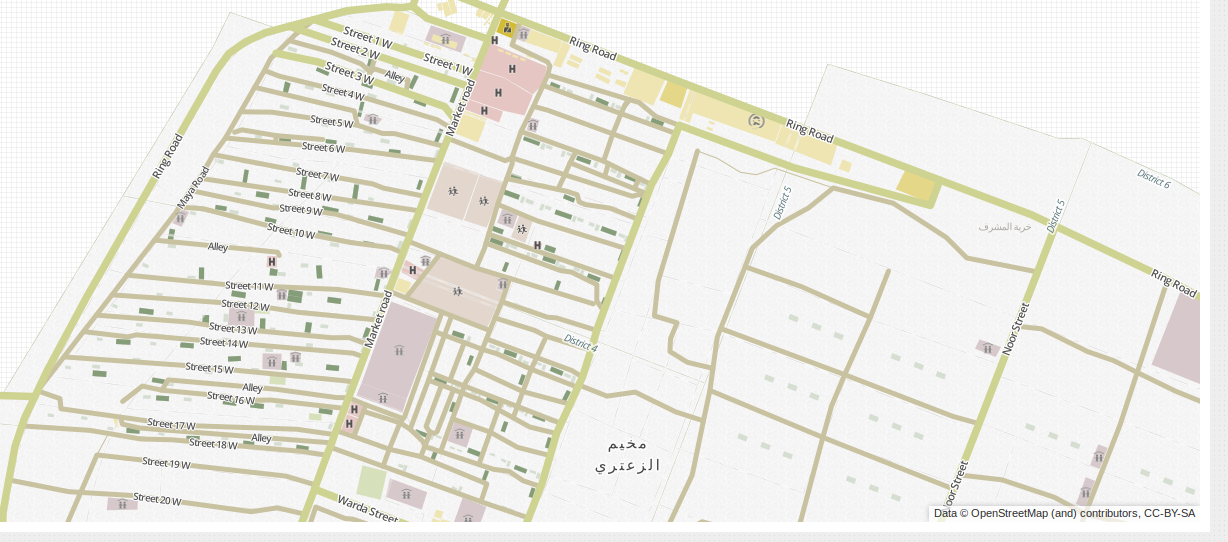 Street 1 W
Street 2 W
Street 1 W
Street 3 W
Alley
Street 4 W
Street 5 W
Street 6 W
Street 7 W
Street 8 W
Street 9 W
Street 10 W
Alley
Street 11 W
Street 12 W
Street 13 W
Street 14 W
Street 15 W
Alley
Street 16 W
Street 17 W
Alley
Street 18 W
Street 19 W
Street 20 W
Ring Road
Maya Road
Market road
Market road
Ring Road
Ring Road
Ring Road
District 6
District 5
District 5
خربة المشرف
District 4
Noor Street
Noor Street
مخيم
الزعتري
Warda Street
H
H
H
H
H
H
H
H
H
Data © OpenStreetMap (and) contributors, CC-BY-SA